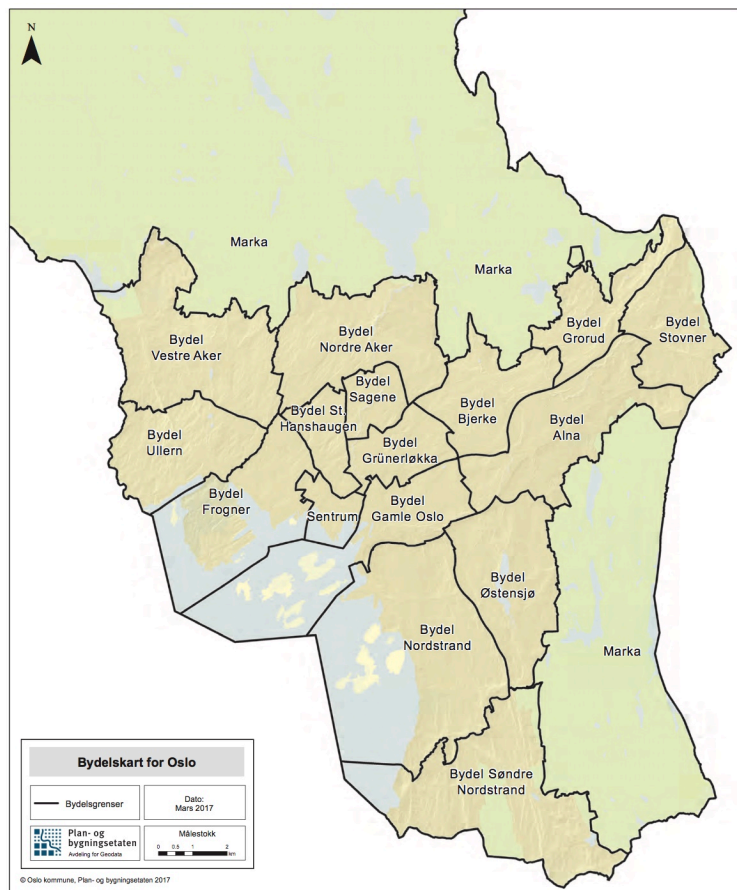 N
Marka
Marka
Bydel
Vestre Aker
Bydel
Nordre Aker
Bydel
Grorud
Bydel
Stovner
Bydel
Sagene
Bydel
Bjerke
Bydel St.
Hanshaugen
Bydel
Alna
Bydel
Ullern
Bydel
Grünerløkka
Bydel
Frogner
Sentrum
Bydel
Gamle Oslo
Bydel
Østensjø
Bydel
Nordstrand
Marka
Bydel Søndre
Nordstrand
Bydelskart for Oslo
Bydelsgrenser
Dato:
Mars 2017
Plan- og
bygningsetaten
Avdeling for Geodata
Målestokk
0 0.5 1 2
km
© Oslo kommune, Plan- og bygningsetaten 2017